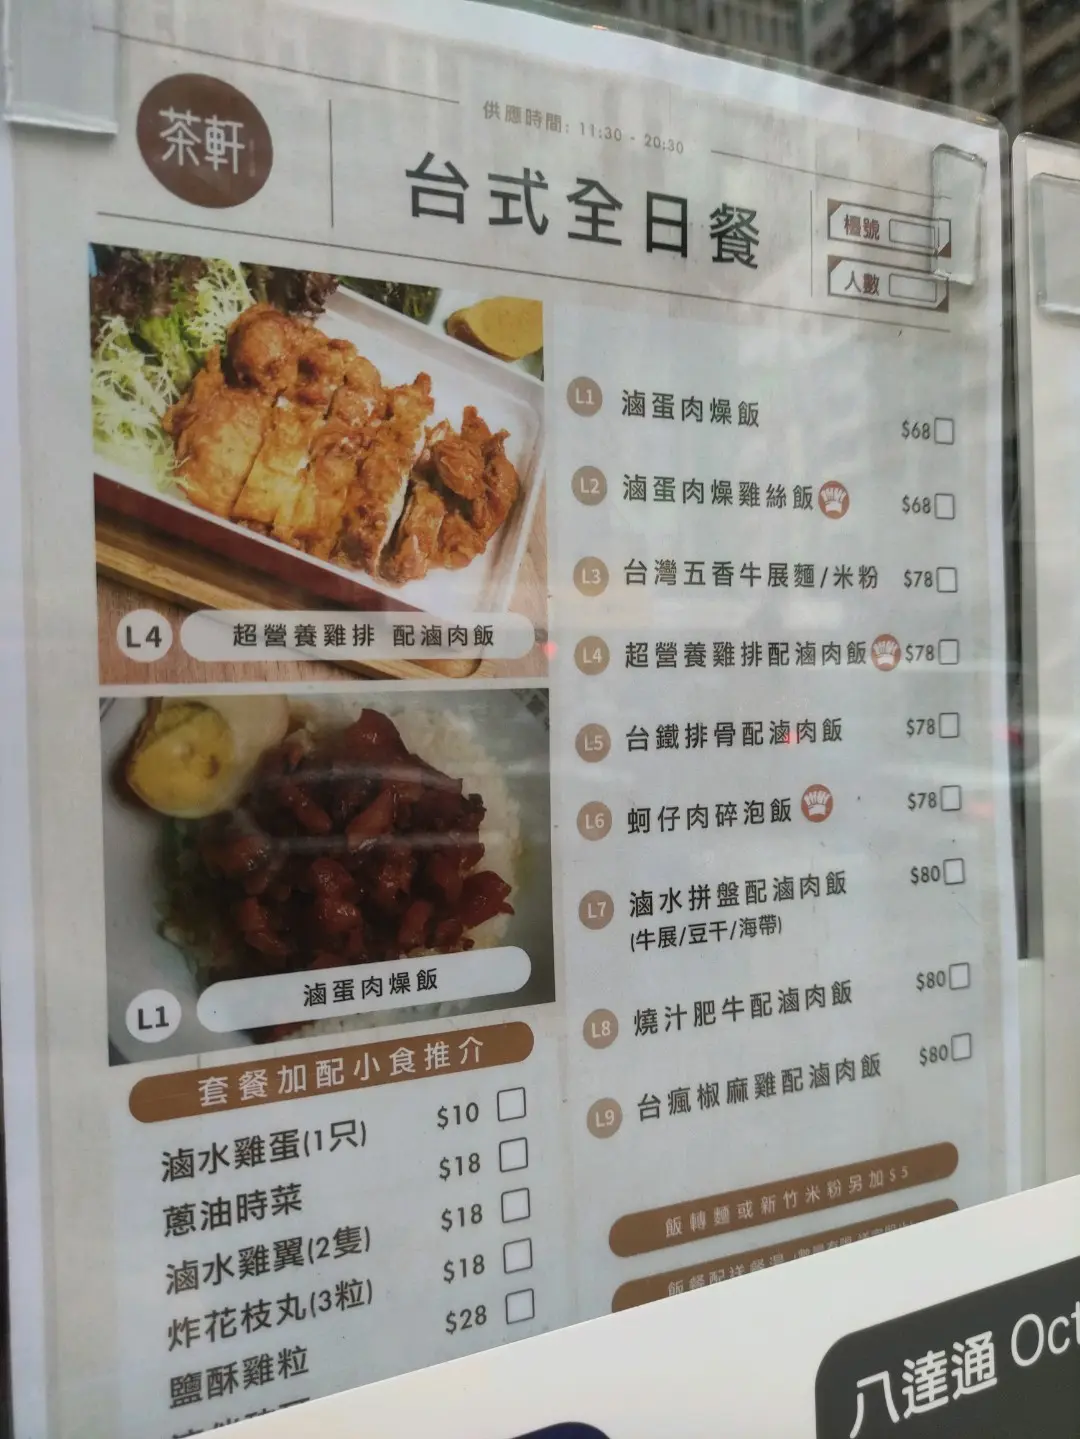 茶軒
供應時間: 11:30 - 20:30
台式全日餐
檯號
人數
L4 超營養雞排 配滷肉飯
L1 滷蛋肉燥飯
L1 滷蛋肉燥飯 $68
L2 滷蛋肉燥雞絲飯 $68
L3 台灣五香牛展麵/米粉 $78
L4 超營養雞排配滷肉飯 $78
L5 台鐵排骨配滷肉飯 $78
L6 蚵仔肉碎泡飯 $78
L7 滷水拼盤配滷肉飯 $80
(牛展/豆干/海帶)
L8 燒汁肥牛配滷肉飯 $80
L9 台瘋椒麻雞配滷肉飯 $80
飯轉麵或新竹米粉另加$5
飯餐配送餐湯
套餐加配小食推介
滷水雞蛋(1只) $10
蔥油時菜 $18
滷水雞翼(2隻) $18
炸花枝丸(3粒) $18
鹽酥雞粒 $28
八達通 Oct